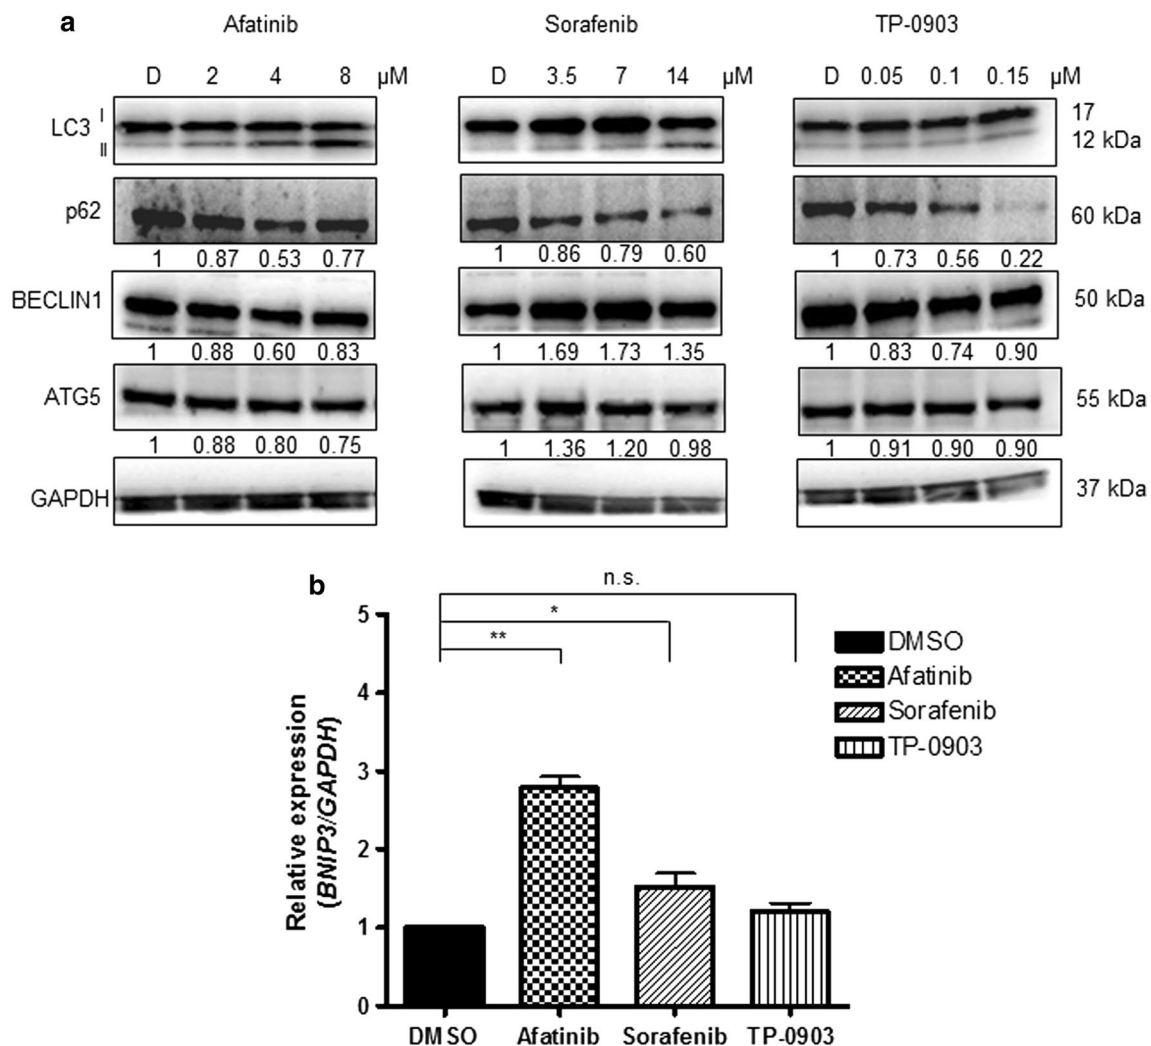 a
Afatinib Sorafenib TP-0903
D 2 4 8 µM D 3.5 7 14 µM D 0.05 0.1 0.15 µM
LC3 I II 17 12 kDa
p62 60 kDa
1 0.87 0.53 0.77 1 0.86 0.79 0.60 1 0.73 0.56 0.22
BECLIN1 50 kDa
1 0.88 0.60 0.83 1 1.69 1.73 1.35 1 0.83 0.74 0.90
ATG5 55 kDa
1 0.88 0.80 0.75 1 1.36 1.20 0.98 1 0.91 0.90 0.90
GAPDH 37 kDa
b
n.s.
*
**
5
4
3
2
1
0
Relative expression
(BNIP3/GAPDH)
DMSO
Afatinib
Sorafenib
TP-0903
DMSO Afatinib Sorafenib TP-0903